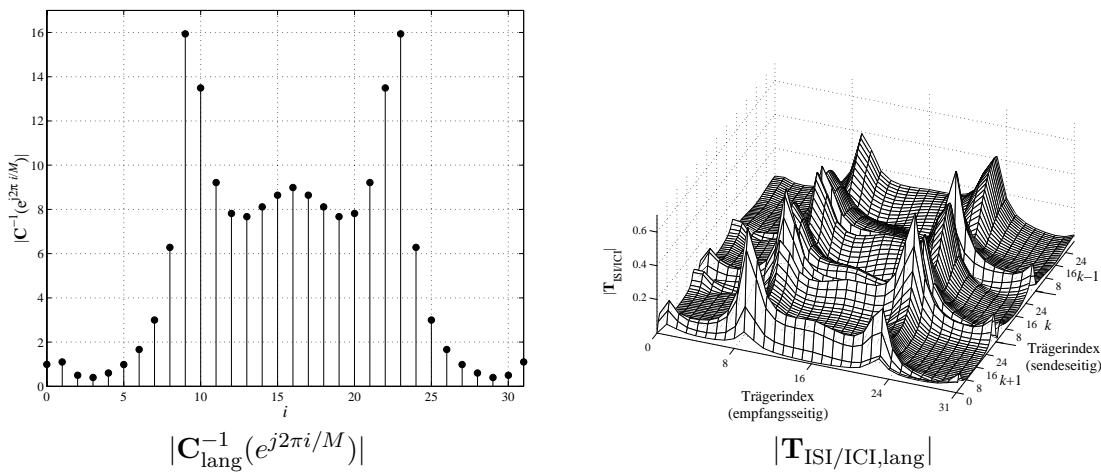 16
14
12
10
8
6
4
2
0
|C⁻¹(e^{j2π i/M})|
0
5
10
15
20
25
30
i
|C_{lang}^{-1}(e^{j2πi/M})|
0.6
0.4
0.2
|T_{ISI/ICI}|
0
8
16
24
31
Trägerindex
(empfangsseitig)
24
16
k−1
8
24
16
k
8
24
16
k+1
8
0
Trägerindex
(sendeseitig)
|T_{ISI/ICI,lang}|